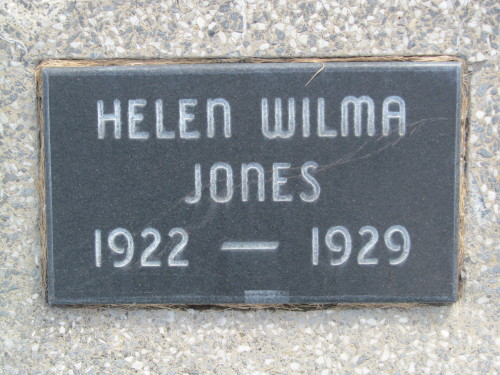 HELEN WILMA
JONES
1922 — 1929